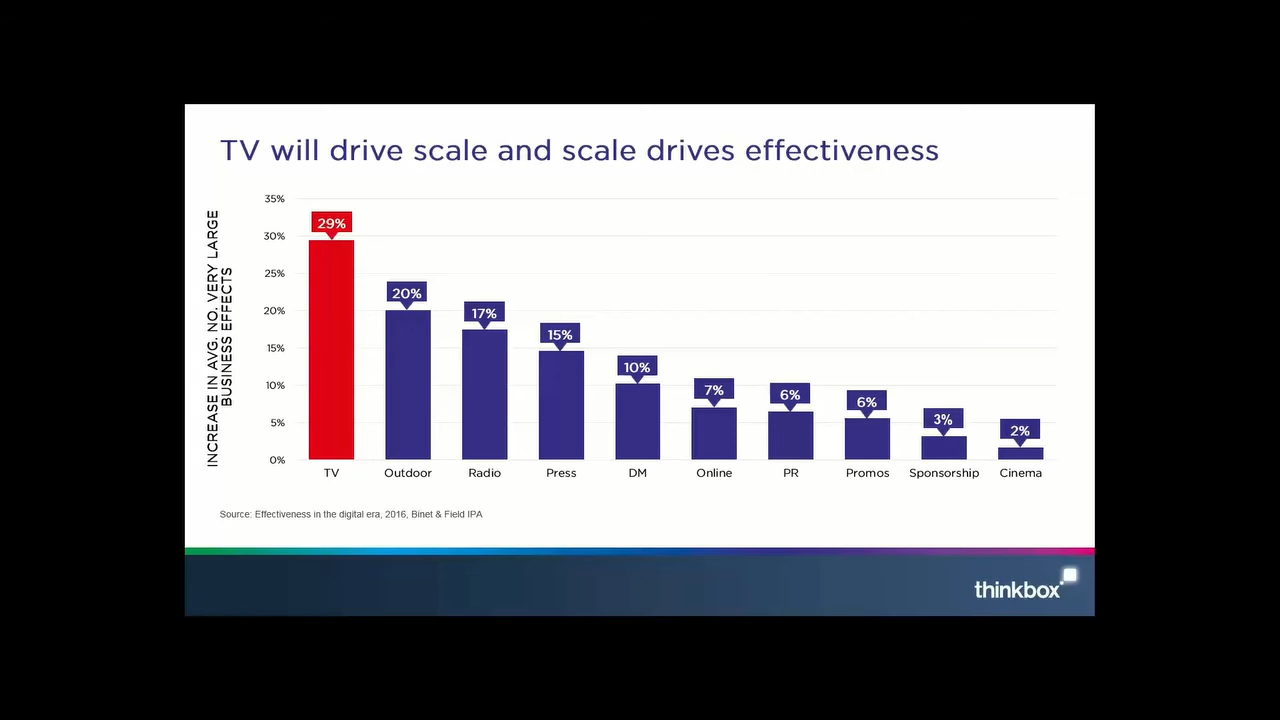 TV will drive scale and scale drives effectiveness
INCREASE IN AVG. NO. VERY LARGE
BUSINESS EFFECTS
35%
30%
25%
20%
15%
10%
5%
0%
29%
20%
17%
15%
10%
7%
6%
6%
3%
2%
TV
Outdoor
Radio
Press
DM
Online
PR
Promos
Sponsorship
Cinema
Source: Effectiveness in the digital era, 2016, Binet & Field IPA
thinkbox